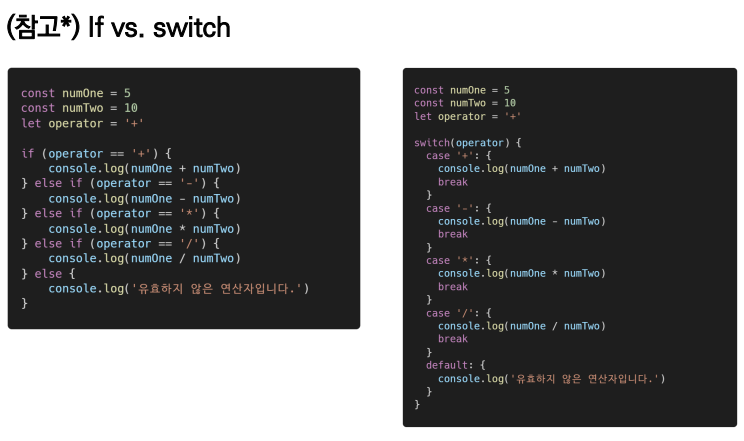 (참고*) If vs. switch
const numOne = 5
const numTwo = 10
let operator = '+'
if (operator == '+') {
    console.log(numOne + numTwo)
} else if (operator == '-') {
    console.log(numOne - numTwo)
} else if (operator == '*') {
    console.log(numOne * numTwo)
} else if (operator == '/') {
    console.log(numOne / numTwo)
} else {
    console.log('유효하지 않은 연산자입니다.')
}
const numOne = 5
const numTwo = 10
let operator = '+'
switch(operator) {
  case '+': {
    console.log(numOne + numTwo)
    break
  }
  case '-': {
    console.log(numOne - numTwo)
    break
  }
  case '*': {
    console.log(numOne * numTwo)
    break
  }
  case '/': {
    console.log(numOne / numTwo)
    break
  }
  default: {
    console.log('유효하지 않은 연산자입니다.')
  }
}